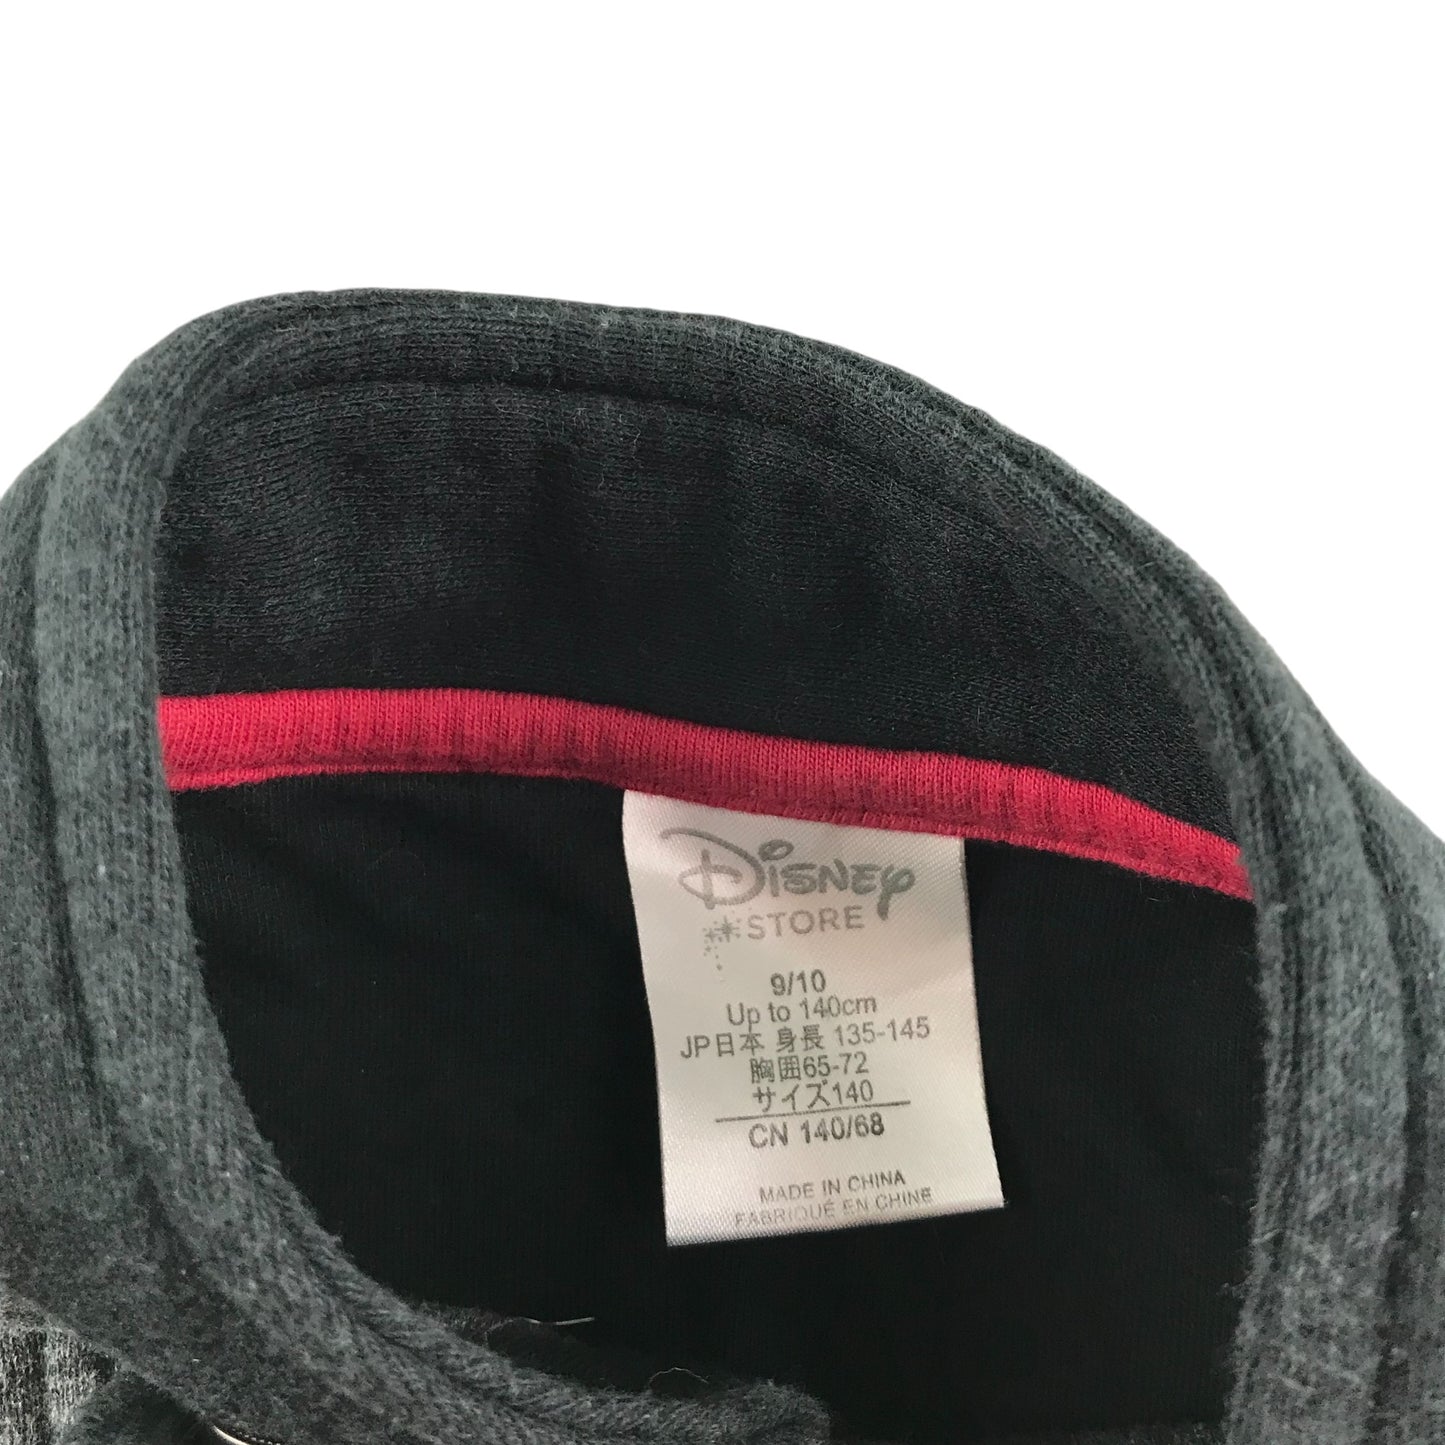 Disney
STORE
9/10
Up to 140cm
JP日本 身長 135-145
胸囲65-72
サイズ140
CN 140/68
MADE IN CHINA
FABRIQUÉ EN CHINE